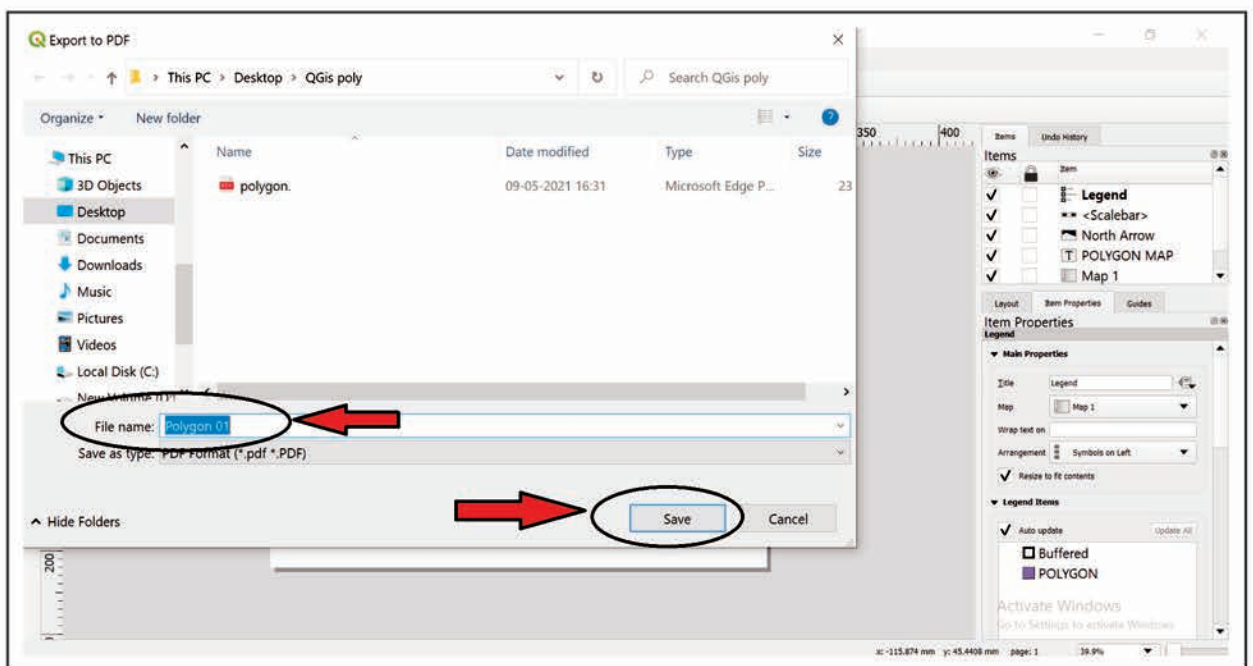 Export to PDF
This PC > Desktop > QGis poly
Search QGis poly
Organize
New folder
Name Date modified Type Size
polygon. 09-05-2021 16:31 Microsoft Edge P... 23
This PC
3D Objects
Desktop
Documents
Downloads
Music
Pictures
Videos
Local Disk (C:)
File name: Polygon 01
Save as type: PDF Format (*.pdf *.PDF)
Hide Folders
Save Cancel
350 400
200
Items Undo History
Items
Item
Legend
<Scalebar>
North Arrow
T POLYGON MAP
Map 1
Layout Item Properties Guides
Item Properties
Legend
Main Properties
Title Legend
Map Map 1
Wrap text on
Arrangement Symbols on Left
Resize to fit contents
Legend Items
Auto update Update All
Buffered
POLYGON
Activate Windows
Go to Settings to activate Windows
x: -115.874 mm y: 45.4408 mm page: 1 39.9%